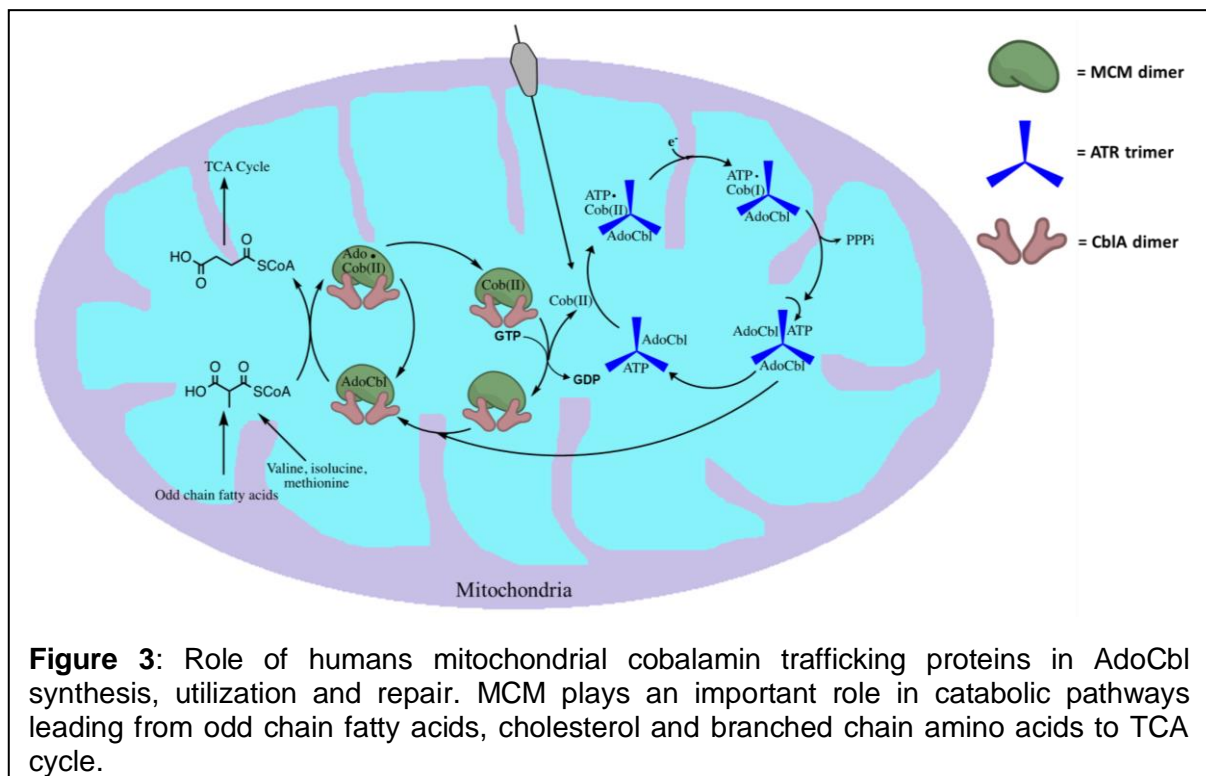 = MCM dimer
= ATR trimer
= CblA dimer
TCA Cycle
HO
O
O
SCoA
Ado •
Cob(II)
Cob(II)
GTP
GDP
Cob(II)
e-
ATP •
Cob(II)
AdoCbl
ATP •
Cob(I)
AdoCbl
PPPi
AdoCbl
ATP
AdoCbl
AdoCbl
ATP
AdoCbl
HO
O
O
SCoA
Valine, isolucine,
methionine
Odd chain fatty acids
Mitochondria
Figure 3: Role of humans mitochondrial cobalamin trafficking proteins in AdoCbl
synthesis, utilization and repair. MCM plays an important role in catabolic pathways
leading from odd chain fatty acids, cholesterol and branched chain amino acids to TCA
cycle.